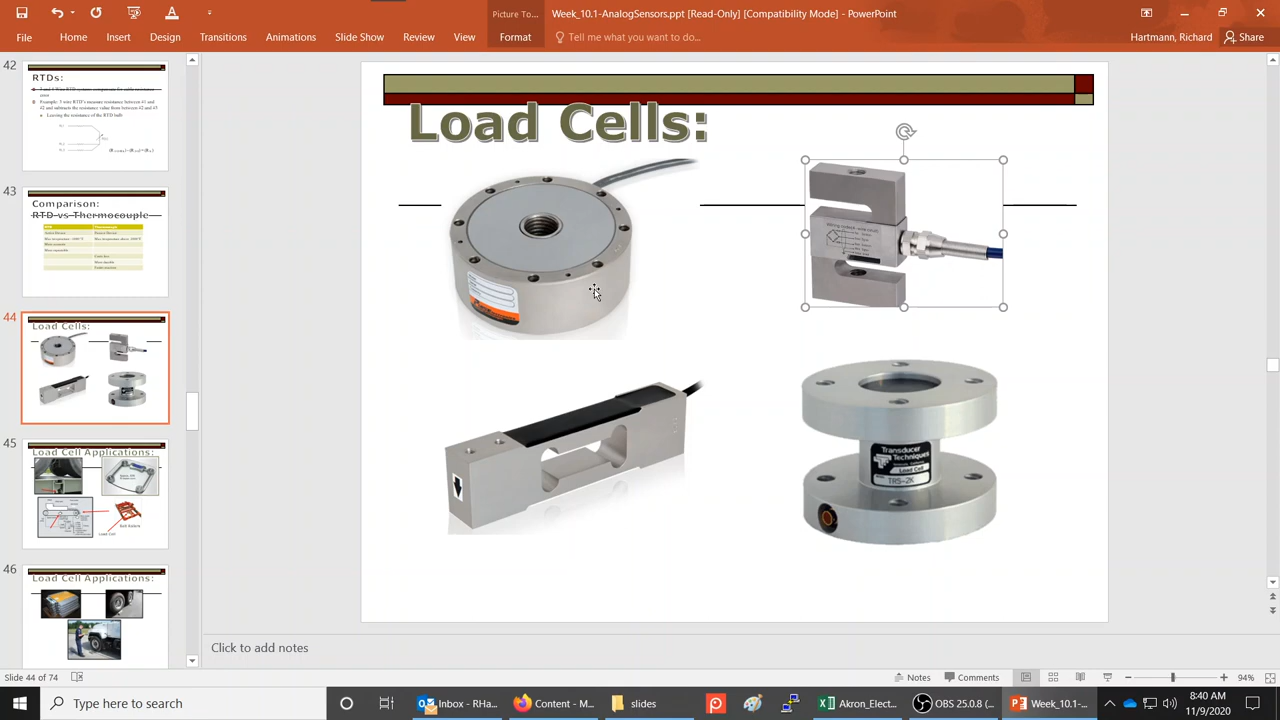 Picture To...
Week_10.1-AnalogSensors.ppt [Read-Only] [Compatibility Mode] - PowerPoint
File
Home
Insert
Design
Transitions
Animations
Slide Show
Review
View
Format
Tell me what you want to do...
Hartmann, Richard
Share
42
RTDs:
43
Comparison:
RTD vs Thermocouple
44
Load Cells:
45
Load Cell Applications:
46
Load Cell Applications:
Load Cells:
Transducer
Techniques
Load Cell
TRS-2K
Click to add notes
Slide 44 of 74
Notes
Comments
94%
Type here to search
Inbox - RHa...
Content - M...
slides
Akron_Elect...
OBS 25.0.8 (...
Week_10.1-...
8:40 AM
11/9/2020